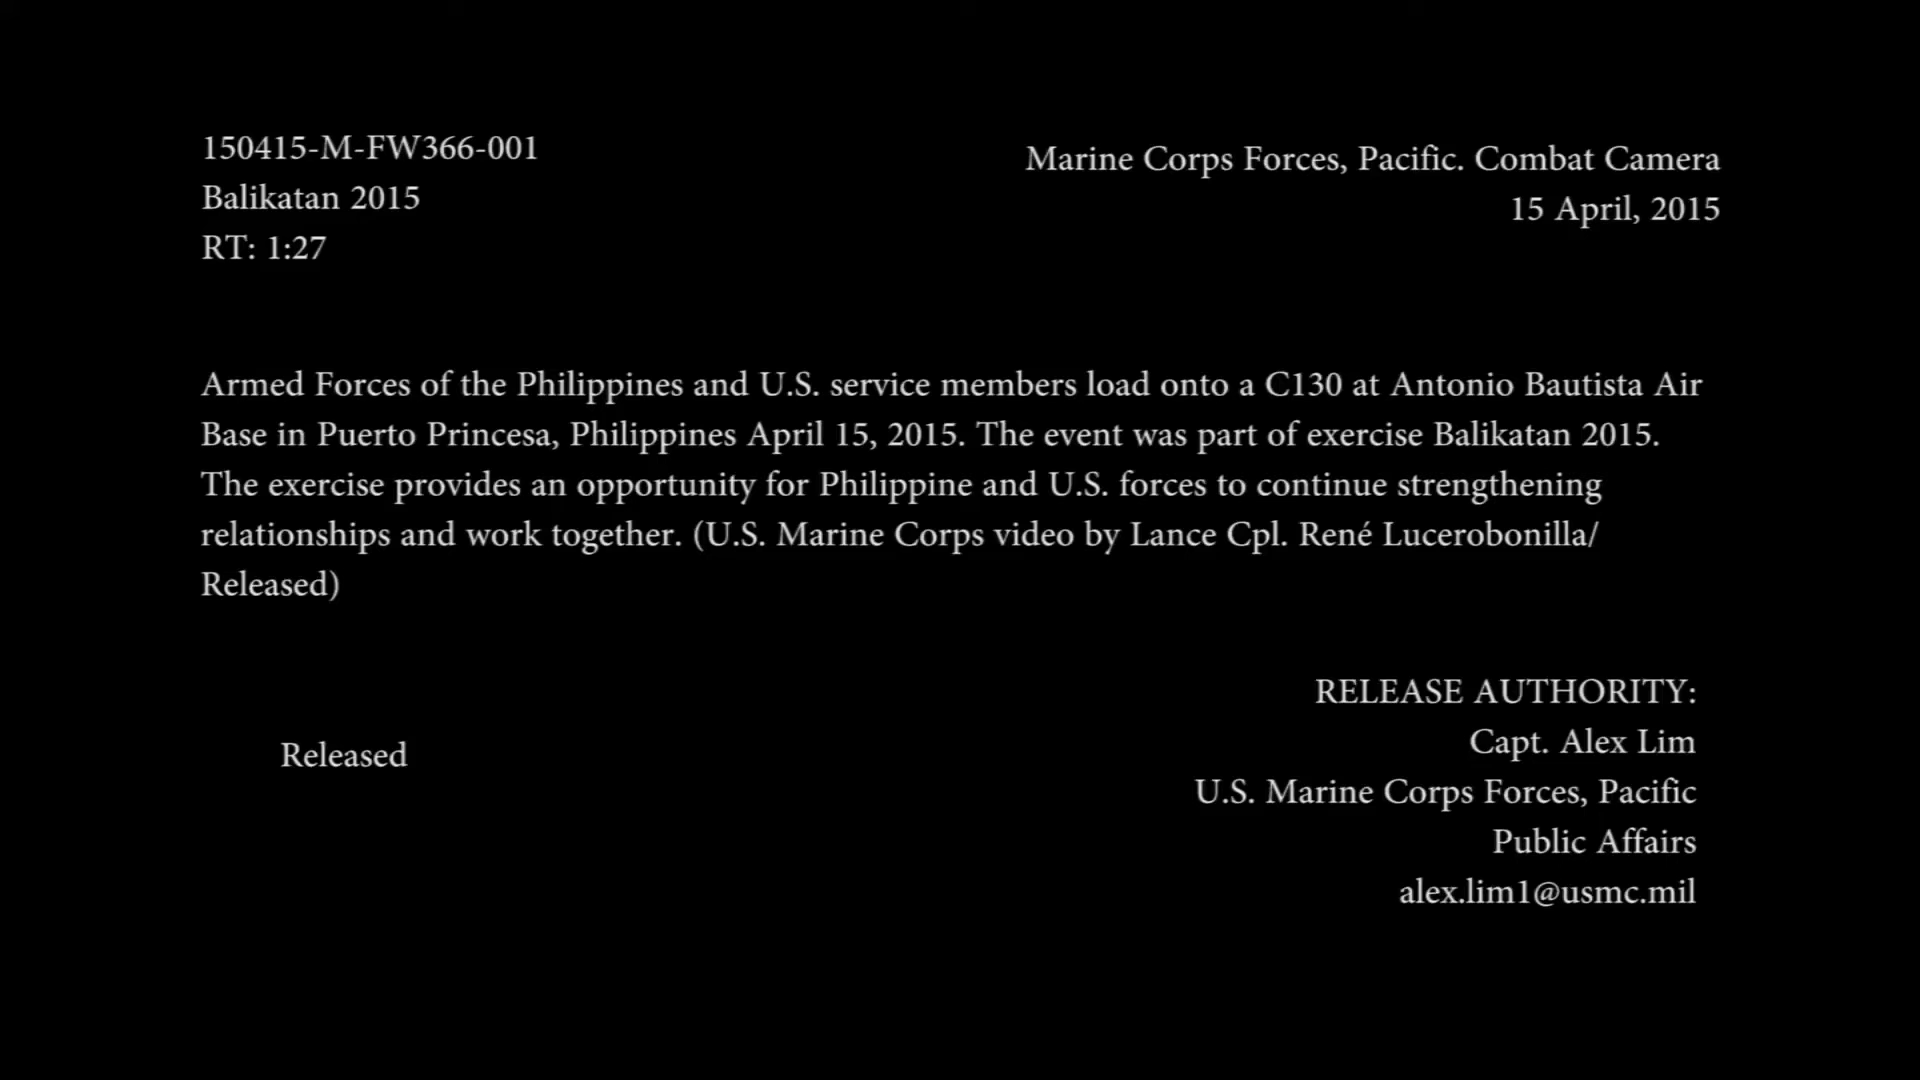 150415-M-FW366-001
Balikatan 2015
RT: 1:27
Marine Corps Forces, Pacific. Combat Camera
15 April, 2015
Armed Forces of the Philippines and U.S. service members load onto a C130 at Antonio Bautista Air
Base in Puerto Princesa, Philippines April 15, 2015. The event was part of exercise Balikatan 2015.
The exercise provides an opportunity for Philippine and U.S. forces to continue strengthening
relationships and work together. (U.S. Marine Corps video by Lance Cpl. René Lucerobonilla/
Released)
Released
RELEASE AUTHORITY:
Capt. Alex Lim
U.S. Marine Corps Forces, Pacific
Public Affairs
alex.lim1@usmc.mil